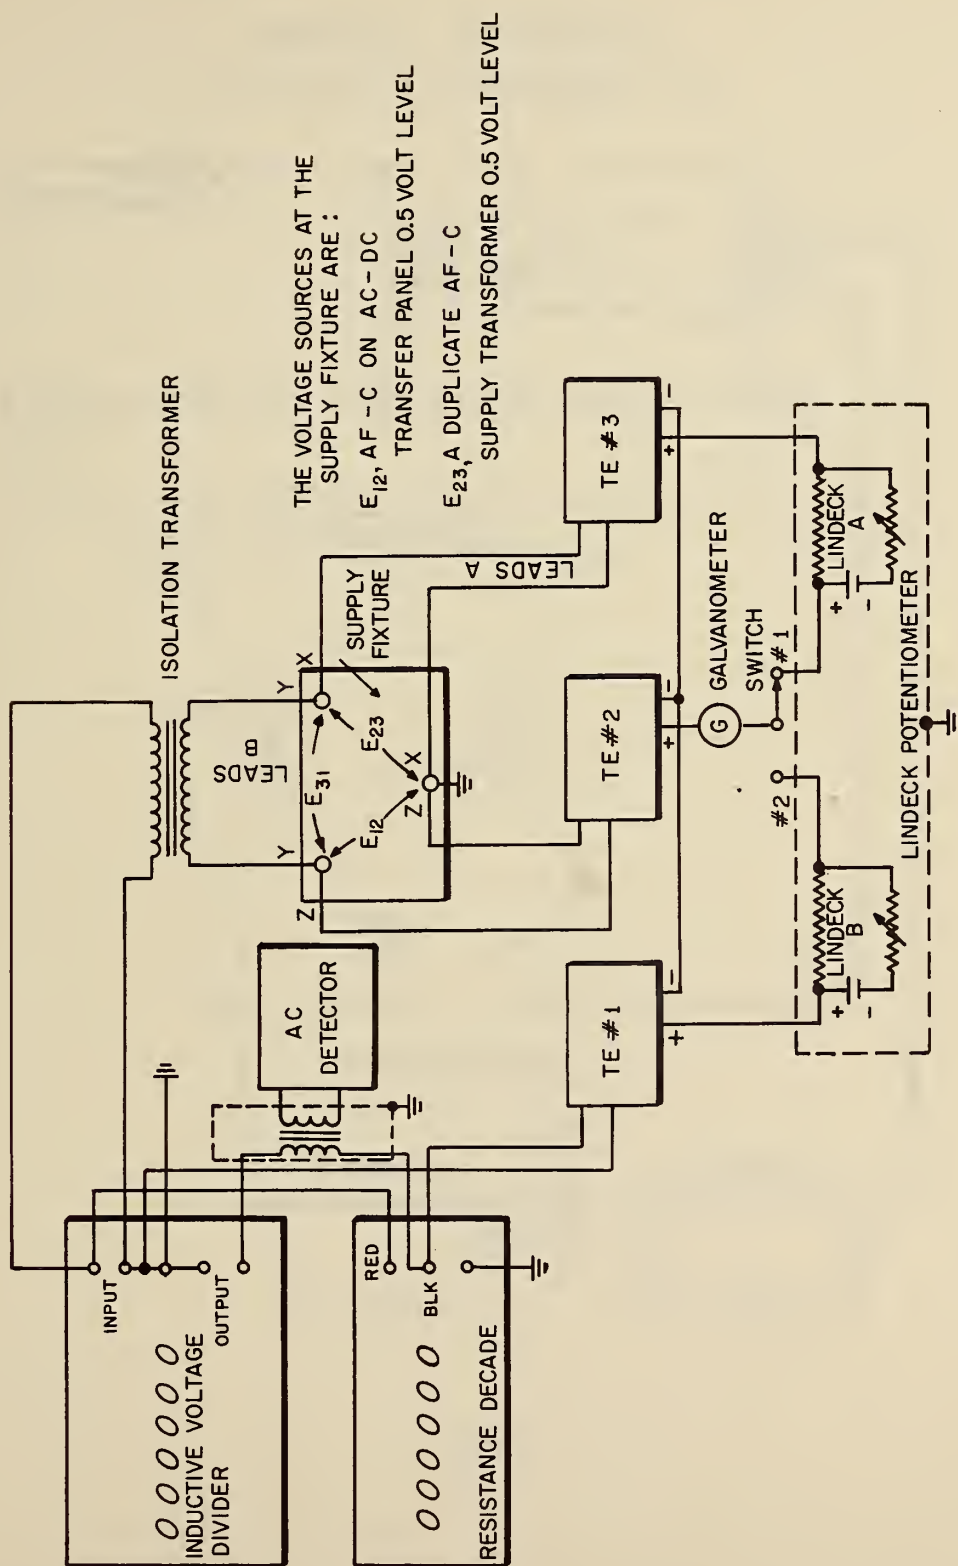 ISOLATION TRANSFORMER
THE VOLTAGE SOURCES AT THE
SUPPLY FIXTURE ARE :
E12, AF - C ON AC - DC
TRANSFER PANEL 0.5 VOLT LEVEL
E23, A DUPLICATE AF - C
SUPPLY TRANSFORMER 0.5 VOLT LEVEL
INPUT
OUTPUT
000000
INDUCTIVE VOLTAGE
DIVIDER
RED
BLK
000000
RESISTANCE DECADE
AC
DETECTOR
LEADS
B
Y
Y
X
Z
E31
E12
E23
Z
X
SUPPLY
FIXTURE
LEADS A
TE #1
+
-
TE #2
+
-
TE #3
+
-
GALVANOMETER
G
SWITCH
#2
#1
LINDECK
B
+
-
LINDECK
A
+
-
LINDECK POTENTIOMETER